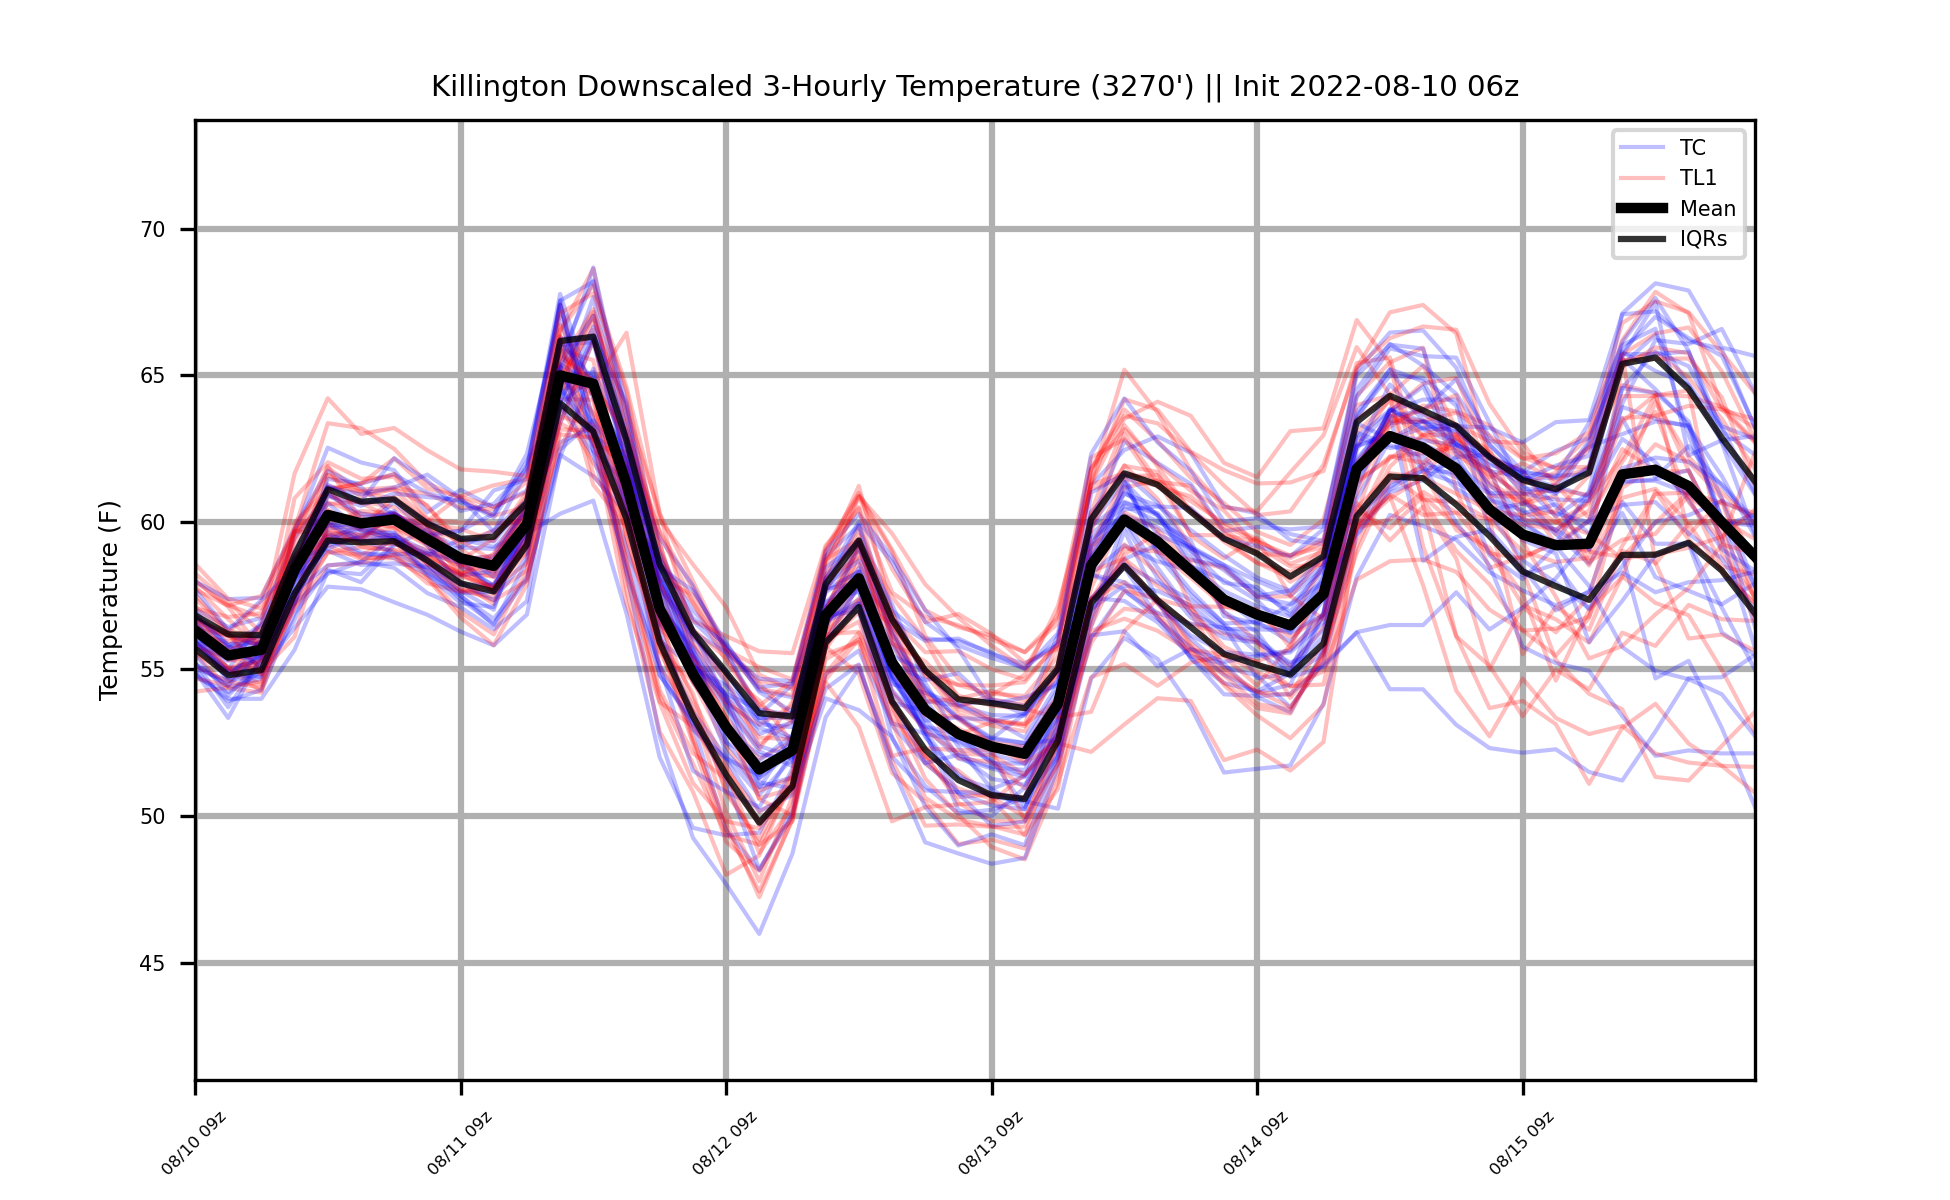 Killington Downscaled 3-Hourly Temperature (3270') || Init 2022-08-10 06z
TC
TL1
Mean
IQRs
Temperature (F)
70
65
60
55
50
45
08/10 09z
08/11 09z
08/12 09z
08/13 09z
08/14 09z
08/15 09z